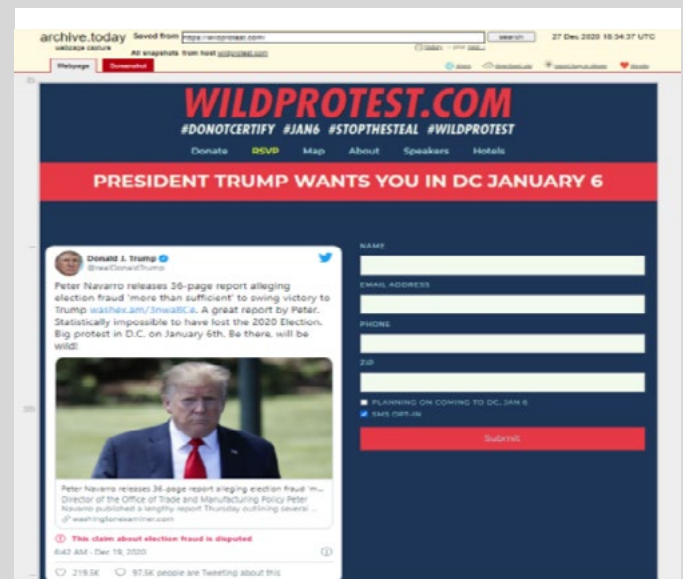 archive.today
webpage capture
Saved from https://wildprotest.com/
search
27 Dec 2020 18:54:37 UTC
All snapshots from host wildprotest.com
Webpage
Screenshot
share
WILDPROTEST.COM
#DONOTCERTIFY #JAN6 #STOPTHESTEAL #WILDPROTEST
Donate RSVP Map About Speakers Hotels
PRESIDENT TRUMP WANTS YOU IN DC JANUARY 6
Donald J. Trump
@realDonaldTrump
Peter Navarro releases 36-page report alleging
election fraud 'more than sufficient' to swing victory to
Trump washex.am/3nwaBCe. A great report by Peter.
Statistically impossible to have lost the 2020 Election.
Big protest in D.C. on January 6th. Be there, will be
wild!
Peter Navarro releases 36-page report alleging election fraud 'm...
Director of the Office of Trade and Manufacturing Policy Peter
Navarro published a lengthy report Thursday outlining several ...
washingtonexaminer.com
This claim about election fraud is disputed
6:42 AM · Dec 19, 2020
219.5K 97.5K people are Tweeting about this
NAME
EMAIL ADDRESS
PHONE
ZIP
PLANNING ON COMING TO DC, JAN 6
SMS OPT-IN
Submit